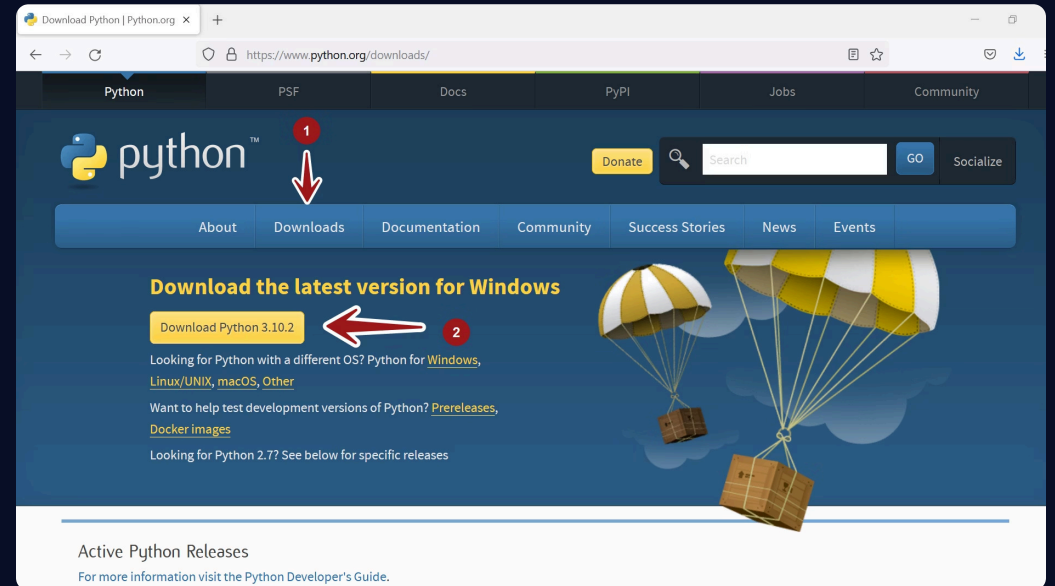 Download Python | Python.org
https://www.python.org/downloads/
Python PSF Docs PyPI Jobs Community
python™
1
Donate Search GO Socialize
About Downloads Documentation Community Success Stories News Events
Download the latest version for Windows
Download Python 3.10.2
2
Looking for Python with a different OS? Python for Windows,
Linux/UNIX, macOS, Other
Want to help test development versions of Python? Prereleases,
Docker images
Looking for Python 2.7? See below for specific releases
Active Python Releases
For more information visit the Python Developer's Guide.